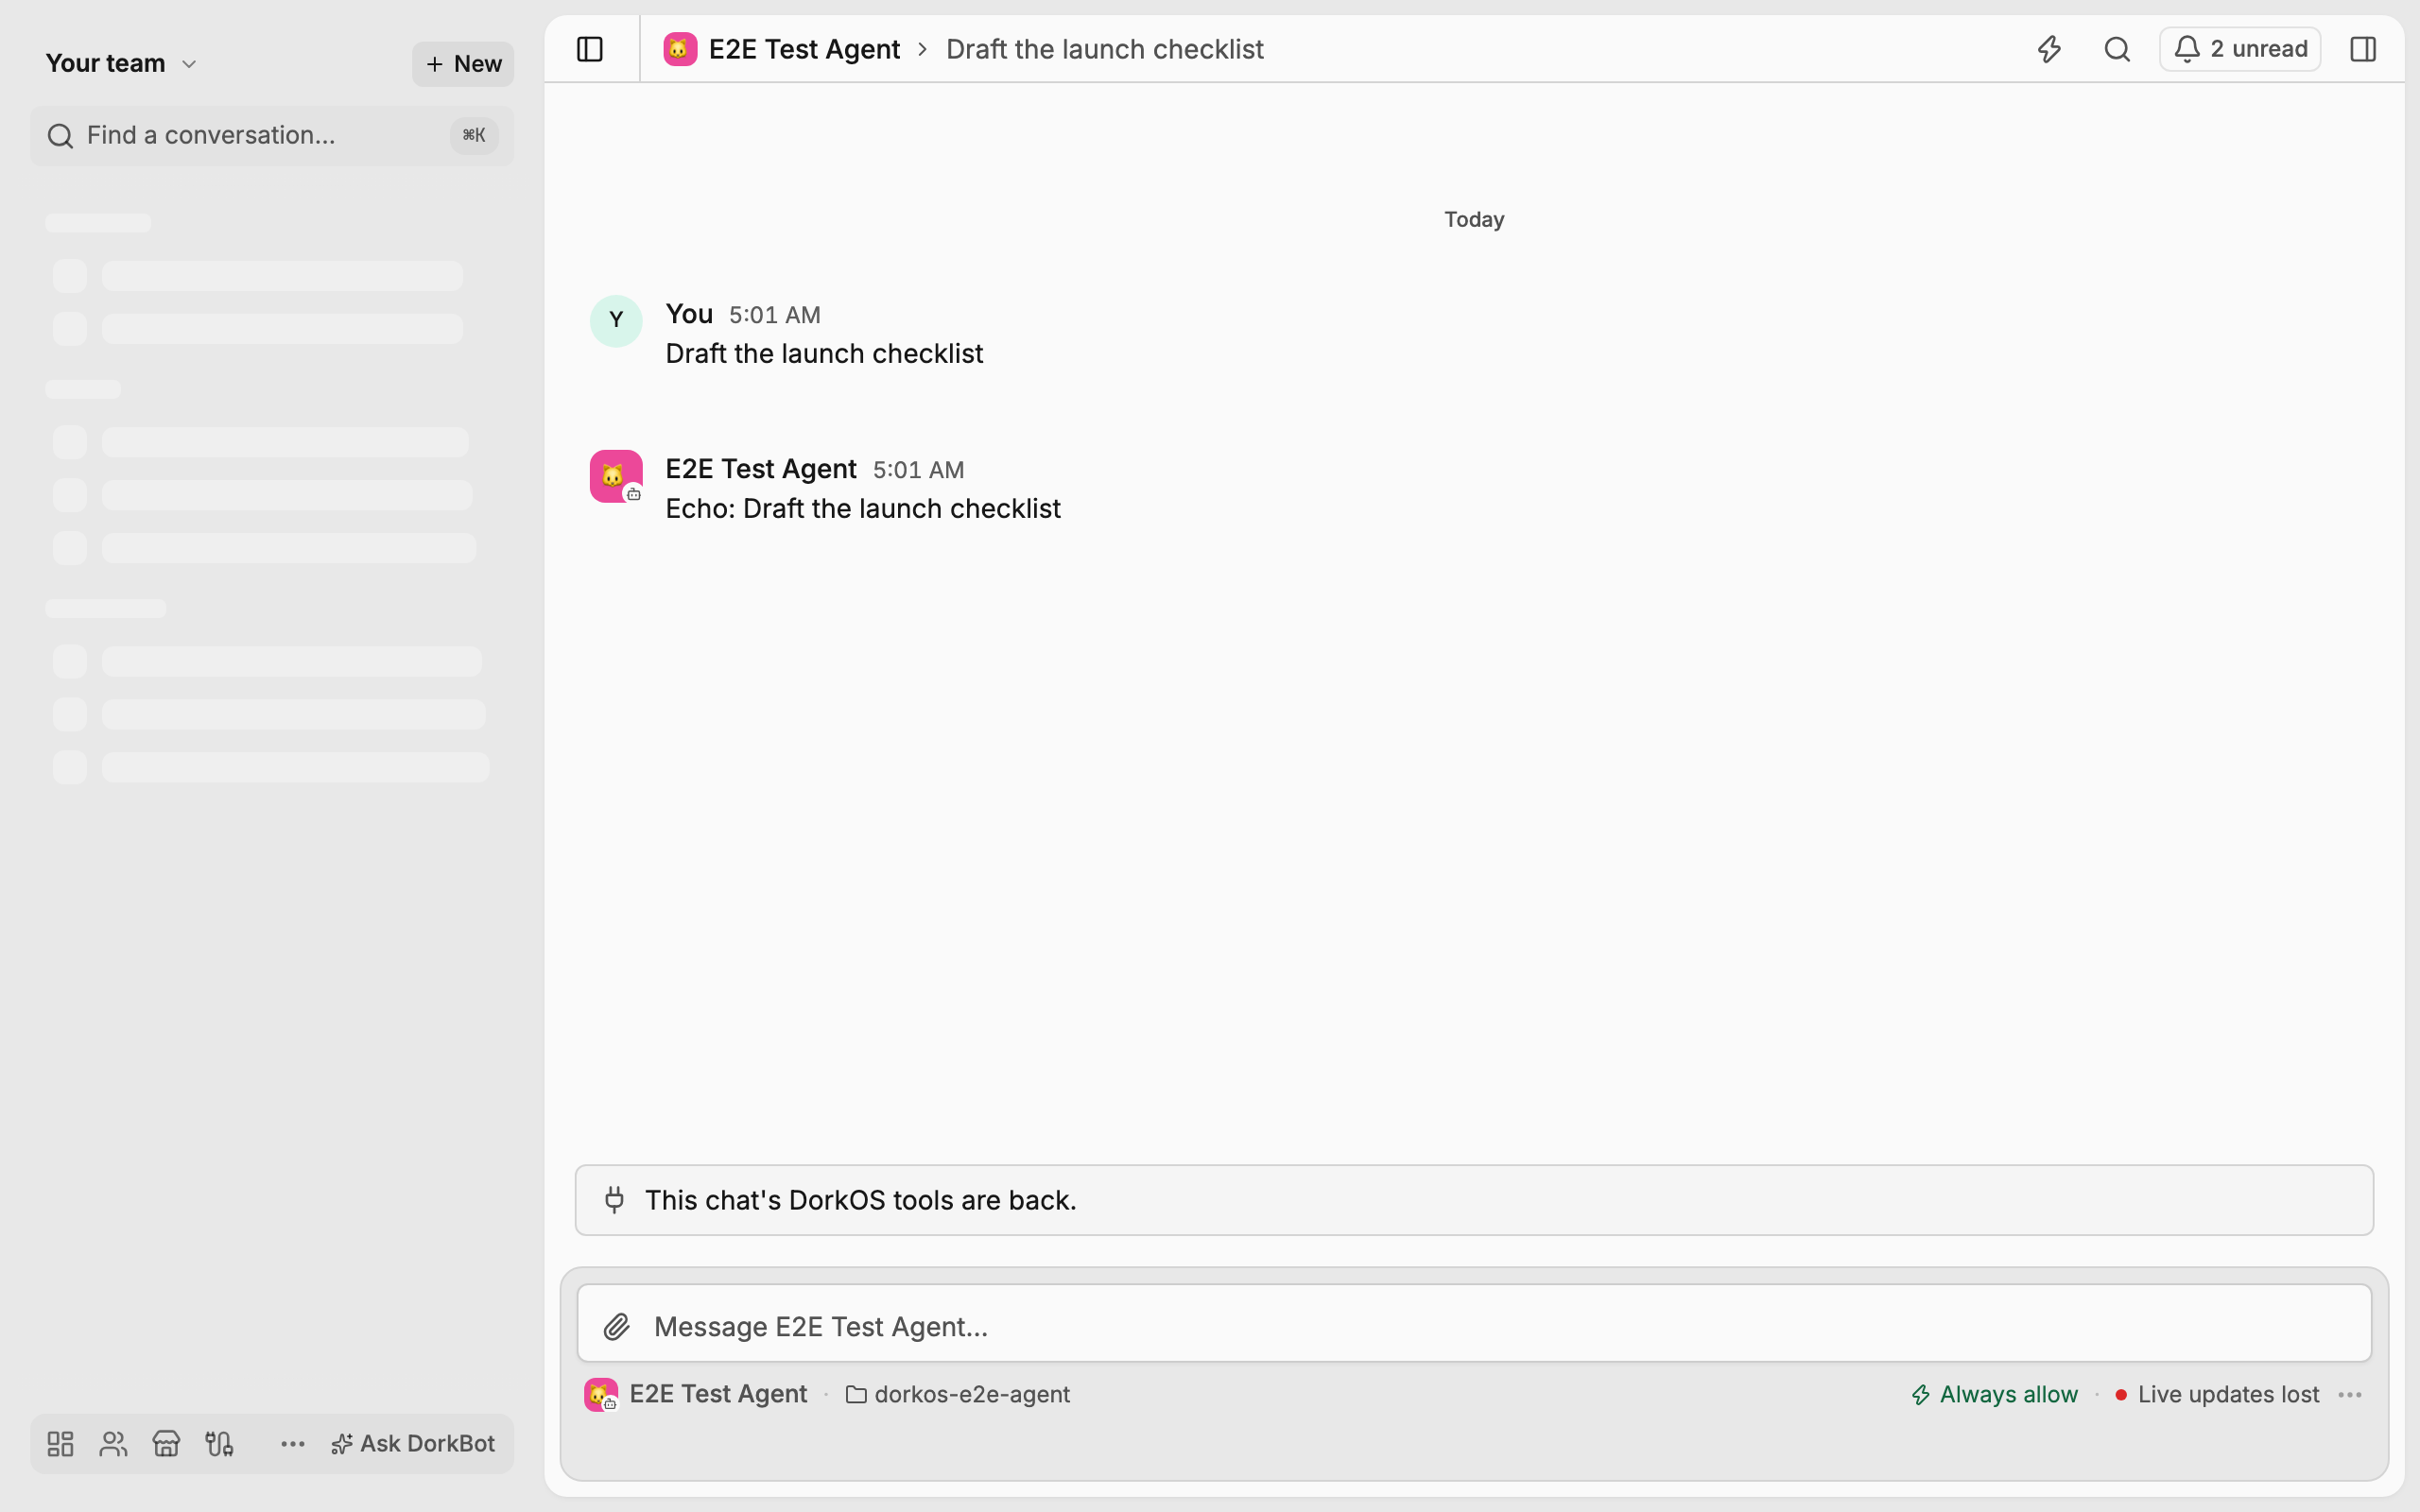 Your team
New
Find a conversation...
⌘K
E2E Test Agent > Draft the launch checklist
2 unread
Today
Y
You 5:01 AM
Draft the launch checklist
E2E Test Agent 5:01 AM
Echo: Draft the launch checklist
This chat's DorkOS tools are back.
Message E2E Test Agent...
E2E Test Agent · dorkos-e2e-agent
Always allow · Live updates lost
Ask DorkBot